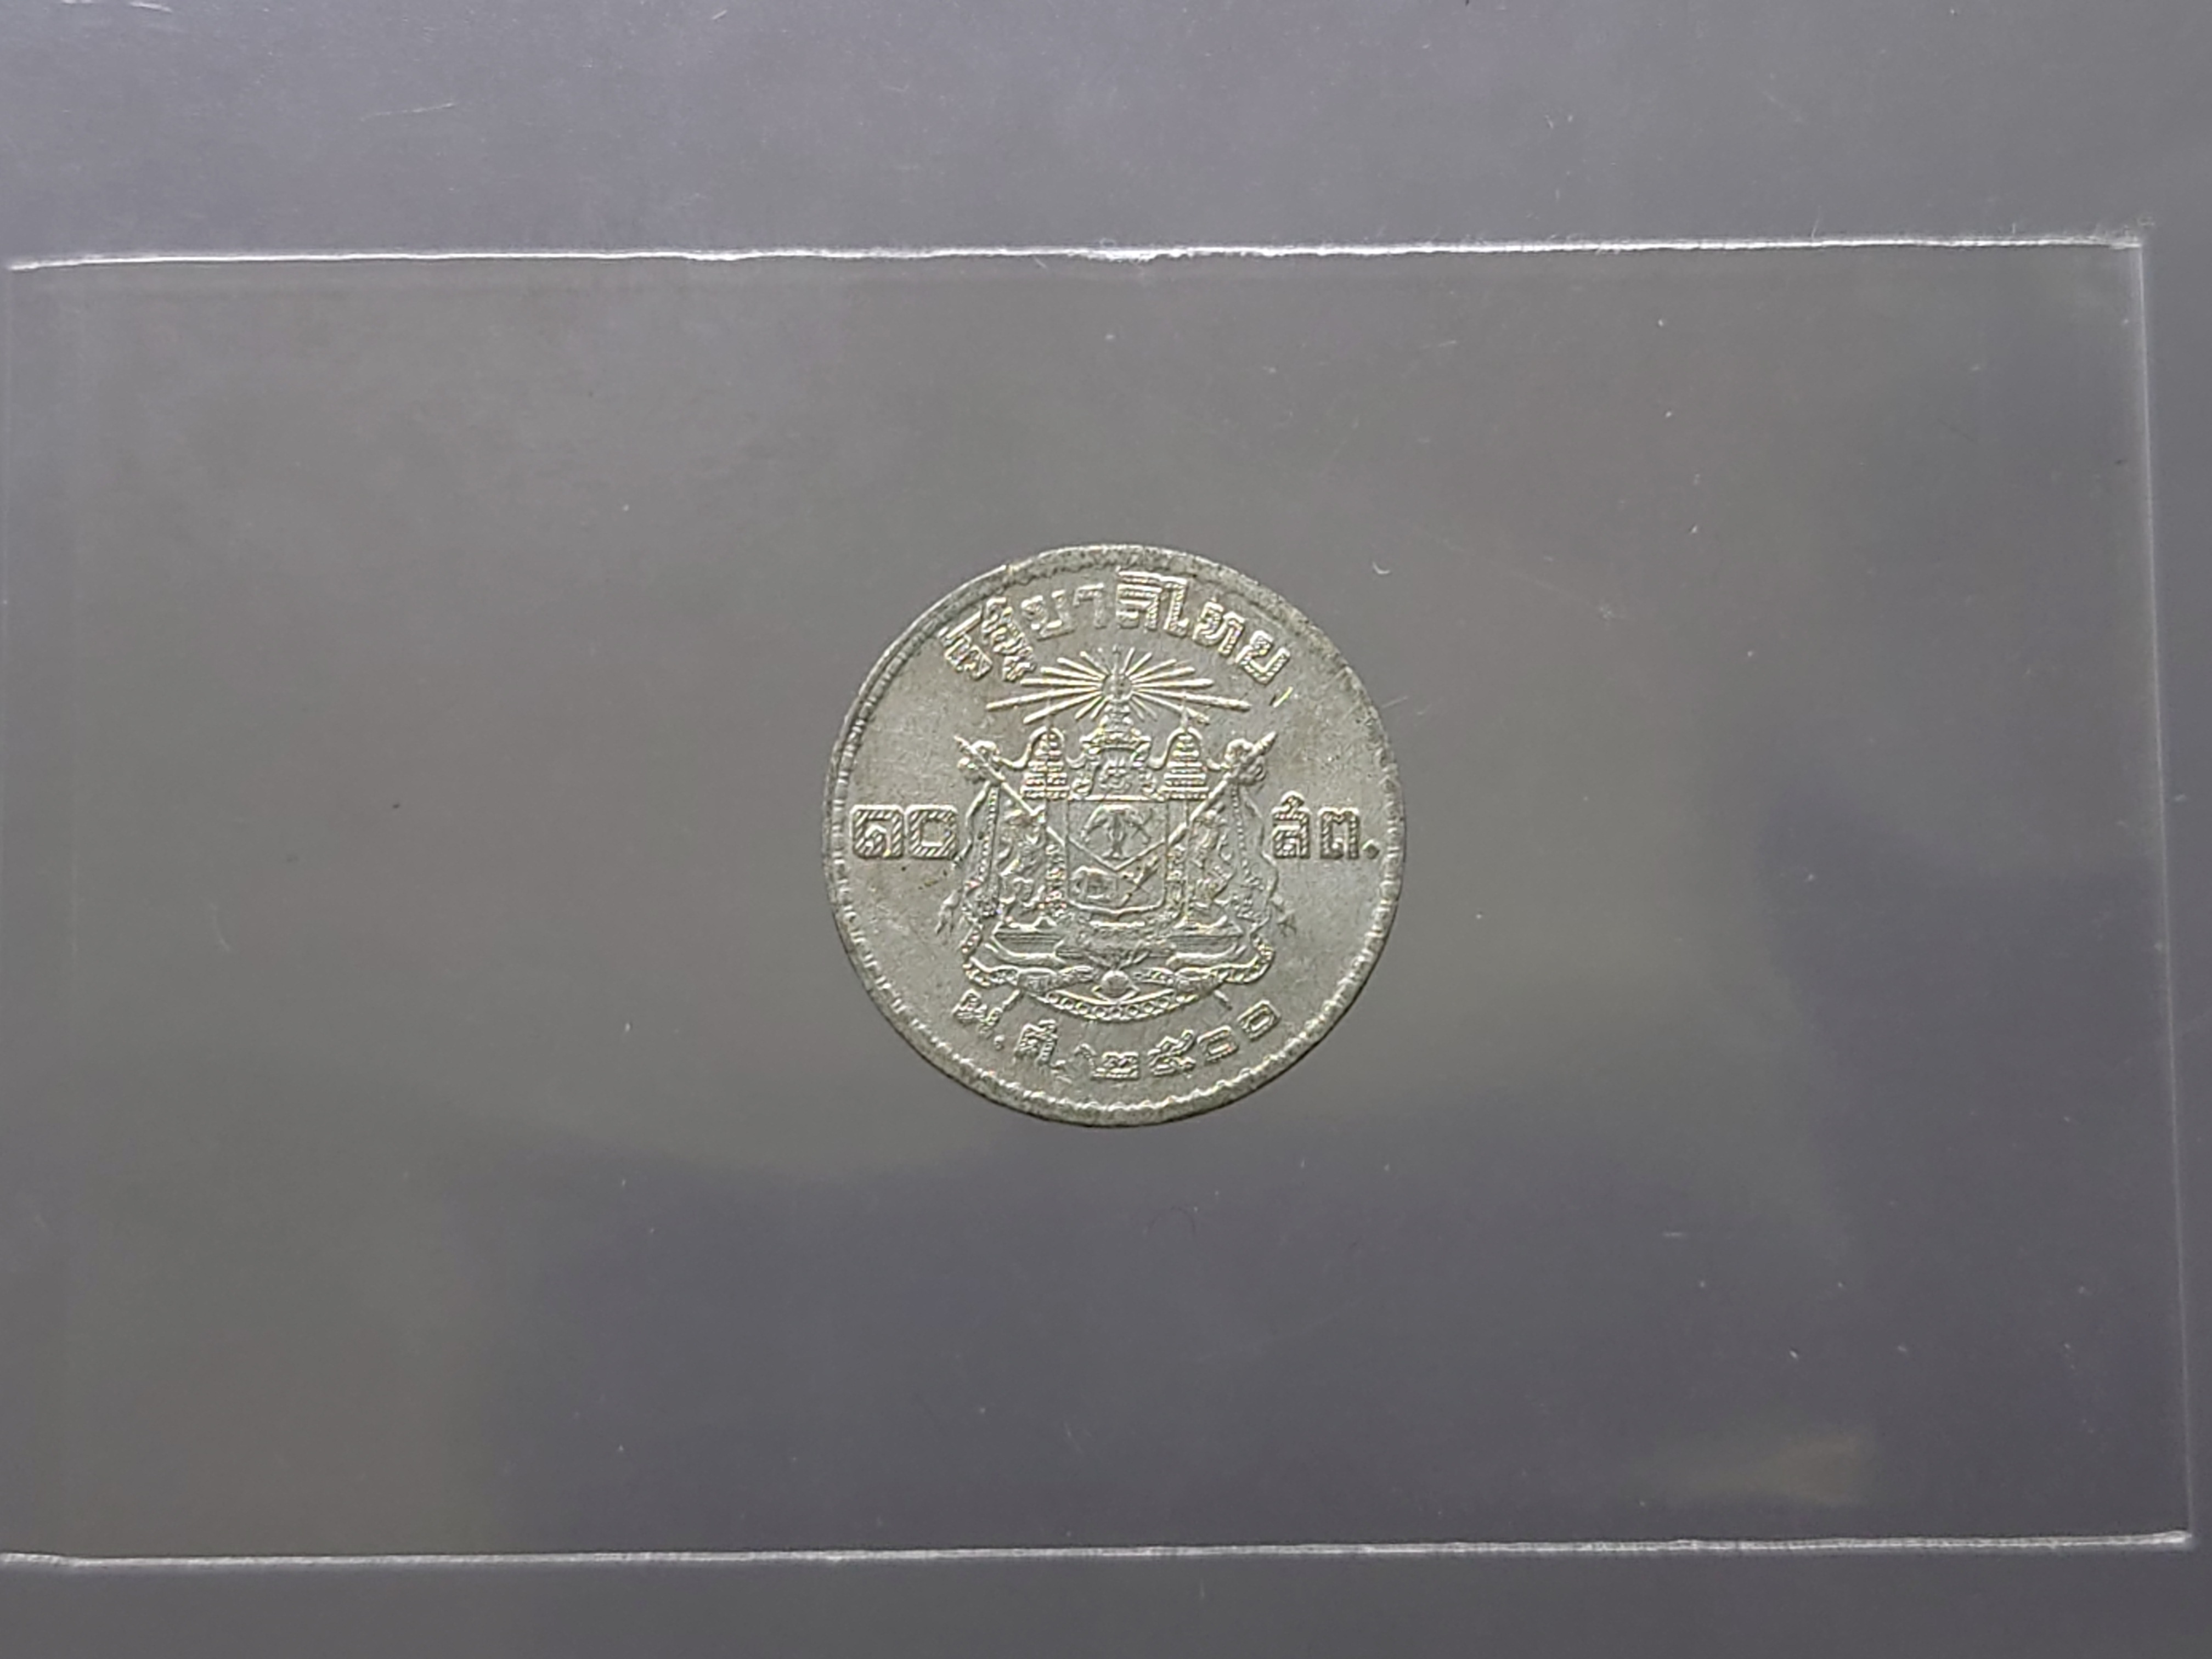 รัฐบาลไทย
๑๐ สต.
พ.ศ. ๒๕๐๐